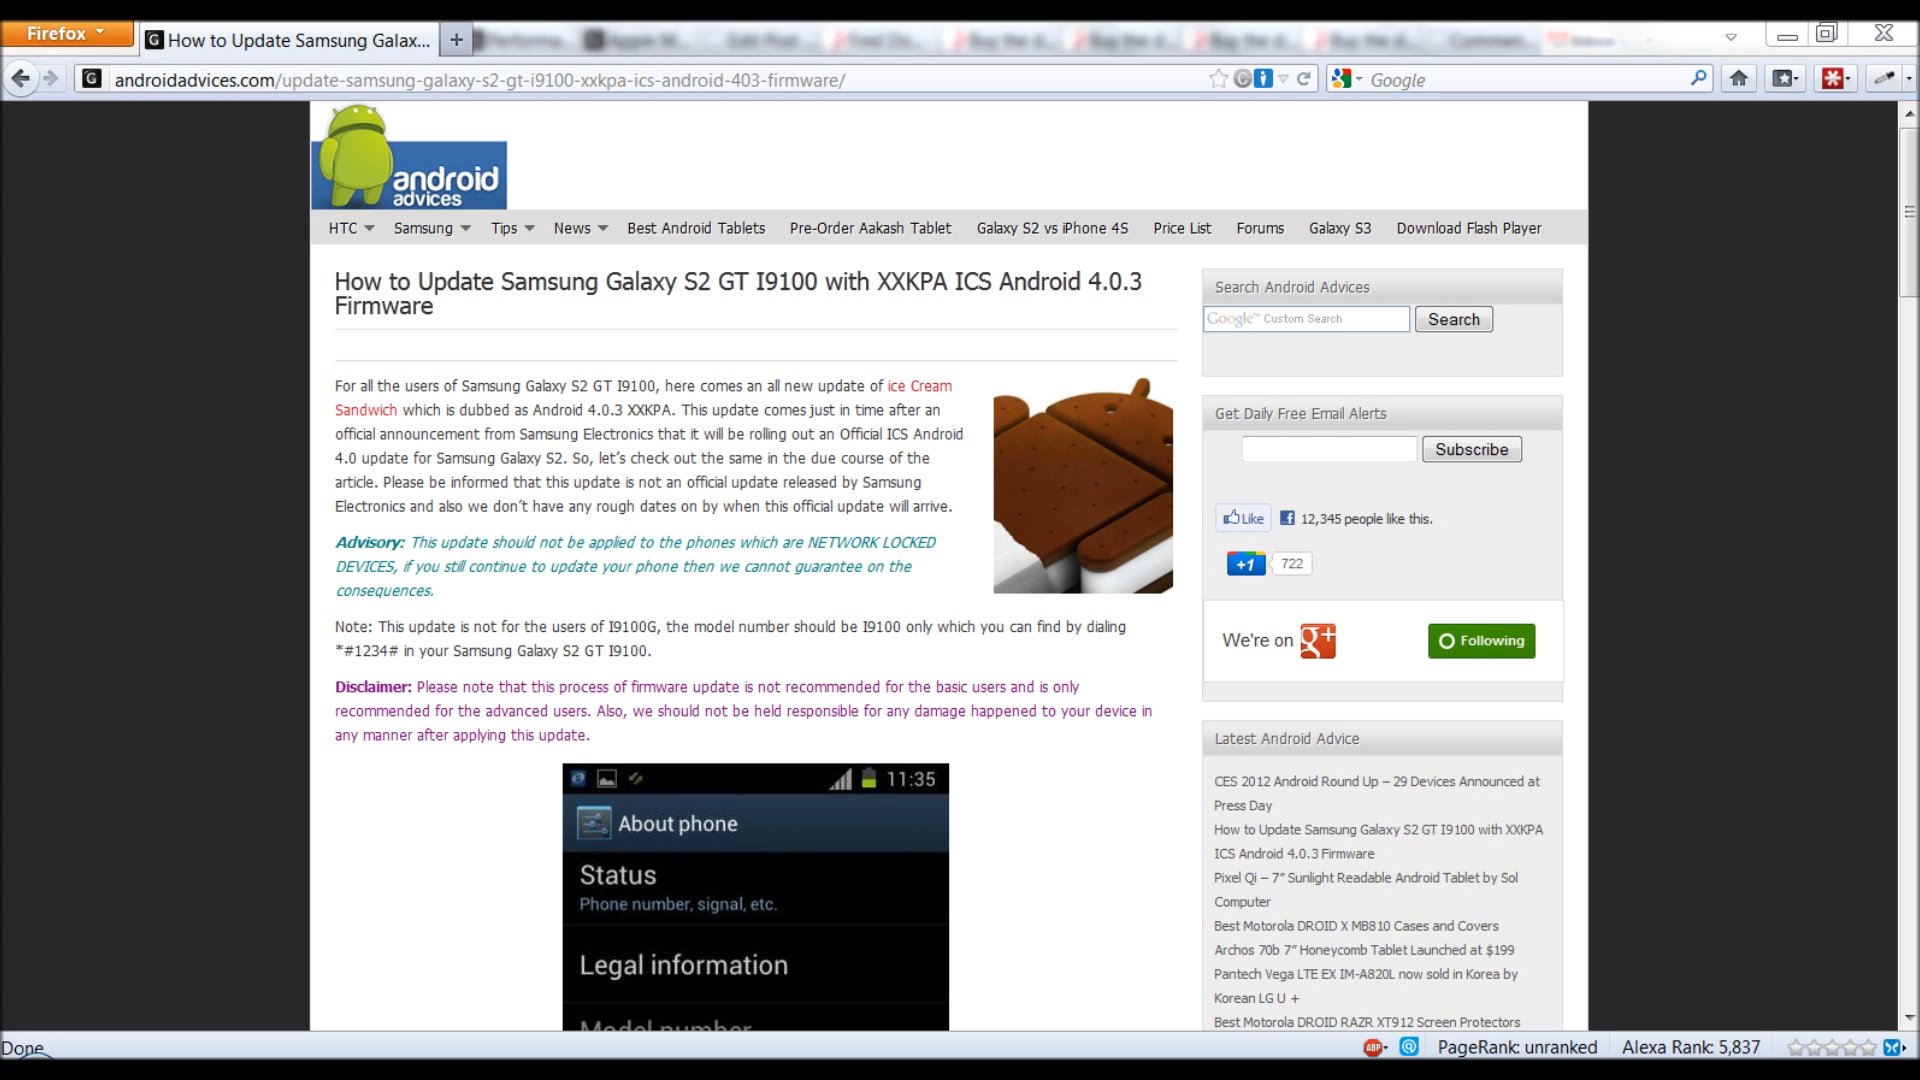 Firefox
How to Update Samsung Galax...
androidadvices.com/update-samsung-galaxy-s2-gt-i9100-xxkpa-ics-android-403-firmware/
Google
android
advices
HTC Samsung Tips News Best Android Tablets Pre-Order Aakash Tablet Galaxy S2 vs iPhone 4S Price List Forums Galaxy S3 Download Flash Player
How to Update Samsung Galaxy S2 GT I9100 with XXKPA ICS Android 4.0.3
Firmware
For all the users of Samsung Galaxy S2 GT I9100, here comes an all new update of ice Cream
Sandwich which is dubbed as Android 4.0.3 XXKPA. This update comes just in time after an
official announcement from Samsung Electronics that it will be rolling out an Official ICS Android
4.0 update for Samsung Galaxy S2. So, let's check out the same in the due course of the
article. Please be informed that this update is not an official update released by Samsung
Electronics and also we don't have any rough dates on by when this official update will arrive.
Advisory: This update should not be applied to the phones which are NETWORK LOCKED
DEVICES, if you still continue to update your phone then we cannot guarantee on the
consequences.
Note: This update is not for the users of I9100G, the model number should be I9100 only which you can find by dialing
*#1234# in your Samsung Galaxy S2 GT I9100.
Disclaimer: Please note that this process of firmware update is not recommended for the basic users and is only
recommended for the advanced users. Also, we should not be held responsible for any damage happened to your device in
any manner after applying this update.
11:35
About phone
Status
Phone number, signal, etc.
Legal information
Model number
Search Android Advices
Google™ Custom Search
Search
Get Daily Free Email Alerts
Subscribe
Like 12,345 people like this.
+1 722
We're on g+ Following
Latest Android Advice
CES 2012 Android Round Up – 29 Devices Announced at
Press Day
How to Update Samsung Galaxy S2 GT I9100 with XXKPA
ICS Android 4.0.3 Firmware
Pixel Qi – 7" Sunlight Readable Android Tablet by Sol
Computer
Best Motorola DROID X MB810 Cases and Covers
Archos 70b 7" Honeycomb Tablet Launched at $199
Pantech Vega LTE EX IM-A820L now sold in Korea by
Korean LG U +
Best Motorola DROID RAZR XT912 Screen Protectors
Done
ABP
PageRank: unranked Alexa Rank: 5,837